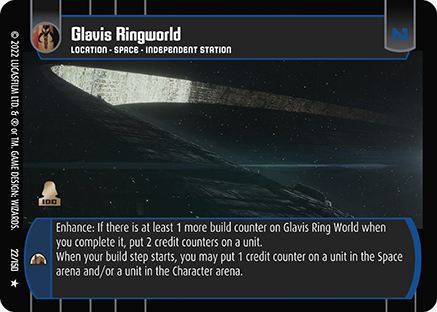 Glavis Ringworld
LOCATION - SPACE - INDEPENDENT STATION
N
IDC
Enhance: If there is at least 1 more build counter on Glavis Ring World when
you complete it, put 2 credit counters on a unit.
When your build step starts, you may put 1 credit counter on a unit in the Space
arena and/or a unit in the Character arena.
© 2022 LUCASFILM LTD. & ® OR TM. GAME DESIGN: WIZARDS.
22/150